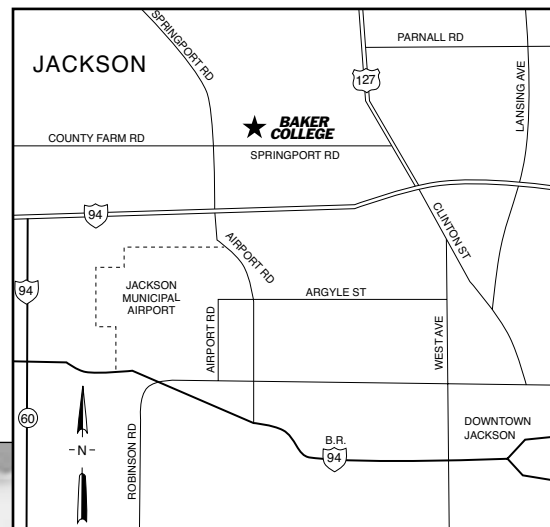 SPRINGPORT RD
PARNALL RD
JACKSON
127
LANSING AVE
BAKER
COLLEGE
COUNTY FARM RD
SPRINGPORT RD
94
CLINTON ST
AIRPORT RD
94
JACKSON
MUNICIPAL
AIRPORT
ARGYLE ST
AIRPORT RD
WEST AVE
60
N
ROBINSON RD
B.R.
94
DOWNTOWN
JACKSON